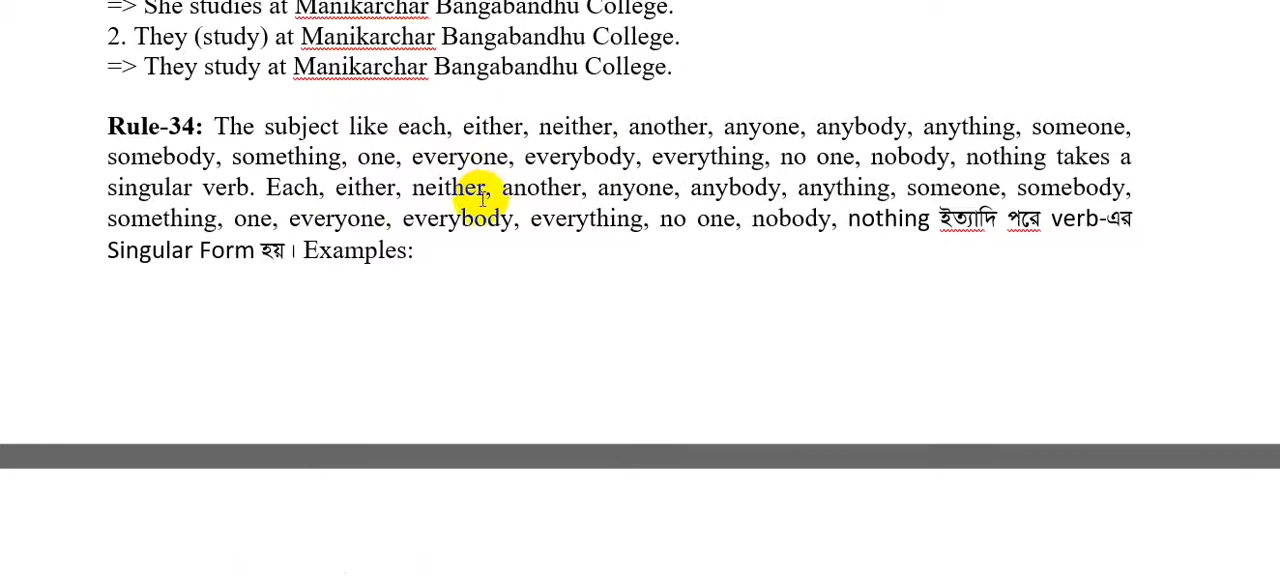 => She studies at Manikarchar Bangabandhu College.
2. They (study) at Manikarchar Bangabandhu College.
=> They study at Manikarchar Bangabandhu College.
Rule-34: The subject like each, either, neither, another, anyone, anybody, anything, someone,
somebody, something, one, everyone, everybody, everything, no one, nobody, nothing takes a
singular verb. Each, either, neither, another, anyone, anybody, anything, someone, somebody,
something, one, everyone, everybody, everything, no one, nobody, nothing ইত্যাদি পরে verb-এর
Singular Form হয়। Examples: